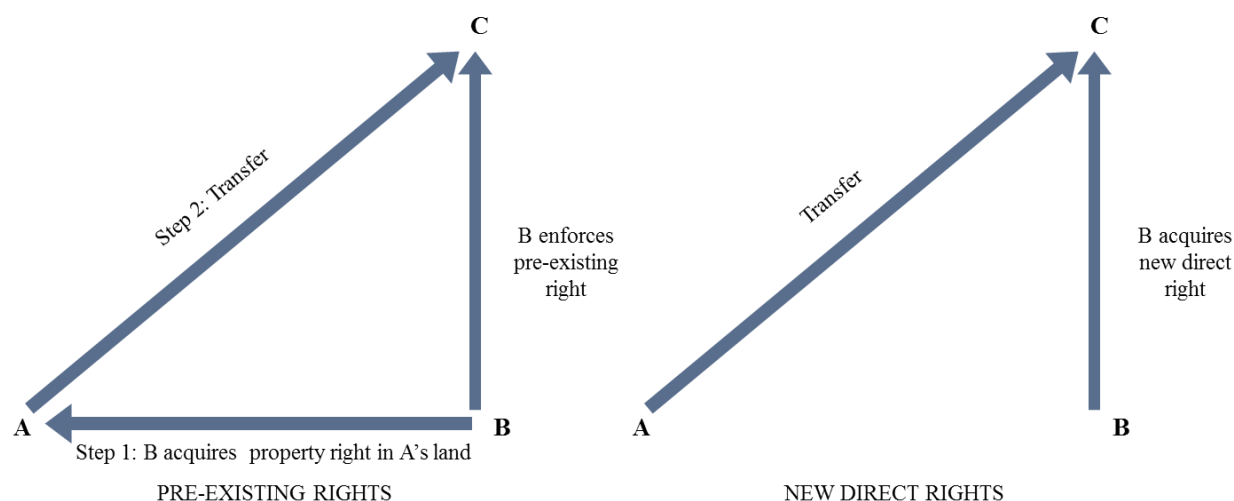 C
Step 2: Transfer
B enforces
pre-existing
right
A
B
Step 1: B acquires property right in A's land
PRE-EXISTING RIGHTS
C
Transfer
B acquires
new direct
right
A
B
NEW DIRECT RIGHTS